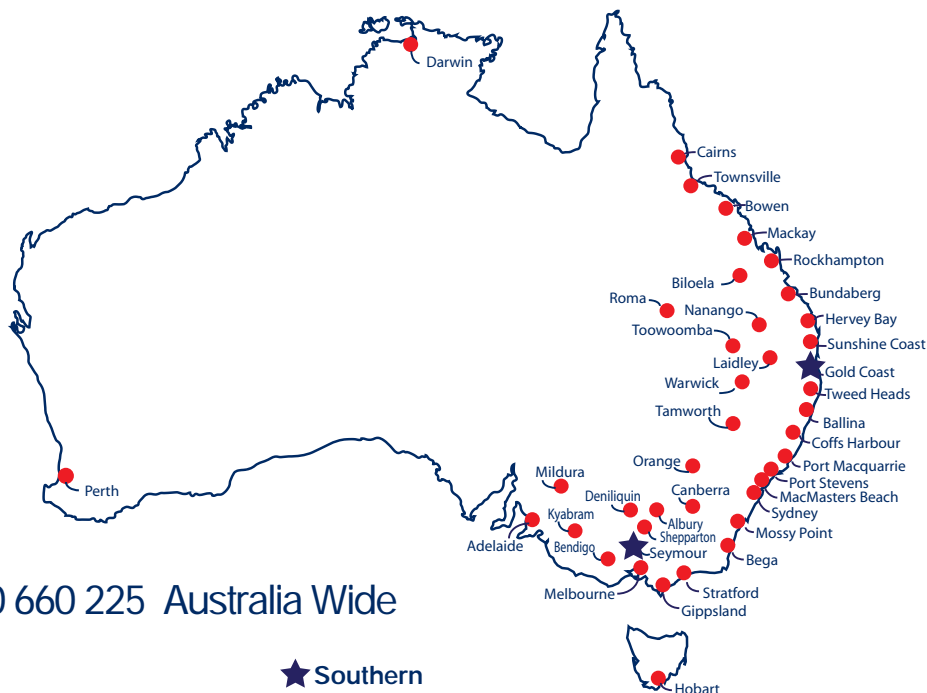 Darwin
Cairns
Townsville
Bowen
Mackay
Rockhampton
Biloela
Bundaberg
Roma
Nanango
Hervey Bay
Toowoomba
Sunshine Coast
Laidley
Gold Coast
Warwick
Tweed Heads
Tamworth
Ballina
Coffs Harbour
Orange
Port Macquarrie
Mildura
Port Stevens
Canberra
Deniliquin
MacMasters Beach
Perth
Sydney
Kyabram
Albury
Mossy Point
Shepparton
Adelaide
Bendigo
Seymour
Bega
Melbourne
Stratford
0 660 225 Australia Wide
Gippsland
Southern
Hobart